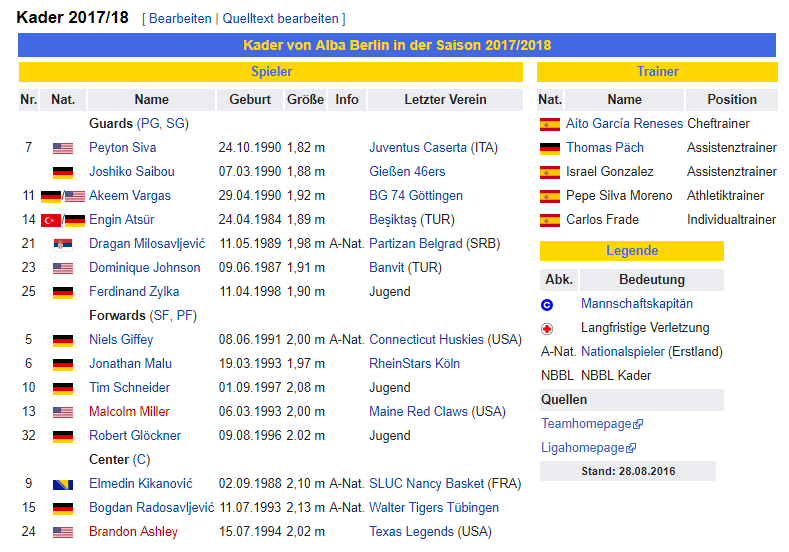 Kader 2017/18 [ Bearbeiten | Quelltext bearbeiten ]
Kader von Alba Berlin in der Saison 2017/2018
Spieler
Nr. Nat. Name Geburt Größe Info Letzter Verein
Guards (PG, SG)
7 Peyton Siva 24.10.1990 1,82 m Juventus Caserta (ITA)
Joshiko Saibou 07.03.1990 1,88 m Gießen 46ers
11 / Akeem Vargas 29.04.1990 1,92 m BG 74 Göttingen
14 / Engin Atsür 24.04.1984 1,89 m Beşiktaş (TUR)
21 Dragan Milosavljević 11.05.1989 1,98 m A-Nat. Partizan Belgrad (SRB)
23 Dominique Johnson 09.06.1987 1,91 m Banvit (TUR)
25 Ferdinand Zylka 11.04.1998 1,90 m Jugend
Forwards (SF, PF)
5 Niels Giffey 08.06.1991 2,00 m A-Nat. Connecticut Huskies (USA)
6 Jonathan Malu 19.03.1993 1,97 m RheinStars Köln
10 Tim Schneider 01.09.1997 2,08 m Jugend
13 Malcolm Miller 06.03.1993 2,00 m Maine Red Claws (USA)
32 Robert Glöckner 09.08.1996 2.02 m Jugend
Center (C)
9 Elmedin Kikanović 02.09.1988 2,10 m A-Nat. SLUC Nancy Basket (FRA)
15 Bogdan Radosavljević 11.07.1993 2,13 m A-Nat. Walter Tigers Tübingen
24 Brandon Ashley 15.07.1994 2,02 m Texas Legends (USA)
Trainer
Nat. Name Position
Aíto García Reneses Cheftrainer
Thomas Päch Assistenztrainer
Israel Gonzalez Assistenztrainer
Pepe Silva Moreno Athletiktrainer
Carlos Frade Individualtrainer
Legende
Abk. Bedeutung
C Mannschaftskapitän
Langfristige Verletzung
A-Nat. Nationalspieler (Erstland)
NBBL NBBL Kader
Quellen
Teamhomepage
Ligahomepage
Stand: 28.08.2016